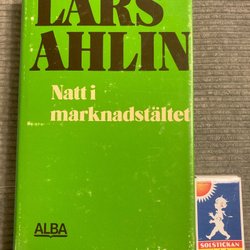 LARS
AHLIN
Natt i
marknadstältet
ALBA
SOLSTICKAN